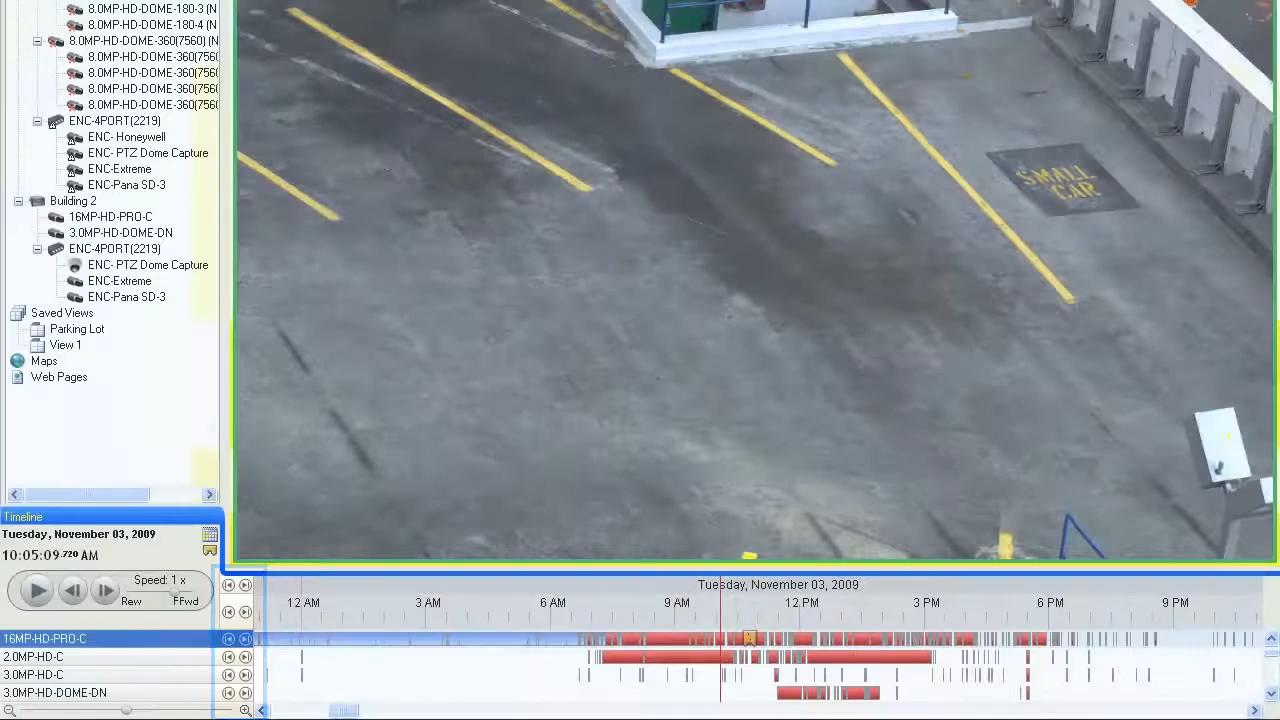 8.0MP-HD-DOME-180-3 (N
8.0MP-HD-DOME-180-4 (N
8.0MP-HD-DOME-360(7560) (N
8.0MP-HD-DOME-360(756(
8.0MP-HD-DOME-360(756(
8.0MP-HD-DOME-360(756(
8.0MP-HD-DOME-360(756(
ENC-4PORT(2219)
ENC- Honeywell
ENC- PTZ Dome Capture
ENC-Extreme
ENC-Pana SD-3
Building 2
16MP-HD-PRO-C
3.0MP-HD-DOME-DN
ENC-4PORT(2219)
ENC- PTZ Dome Capture
ENC-Extreme
ENC-Pana SD-3
Saved Views
Parking Lot
View 1
Maps
Web Pages
SMALL
CAR
Timeline
Tuesday, November 03, 2009
10:05:09.720 AM
Speed: 1 x
Rew FFwd
Tuesday, November 03, 2009
12 AM 3 AM 6 AM 9 AM 12 PM 3 PM 6 PM 9 PM
16MP-HD-PRO-C
2.0MP-HD-C
3.1MP-HD-C
3.0MP-HD-DOME-DN